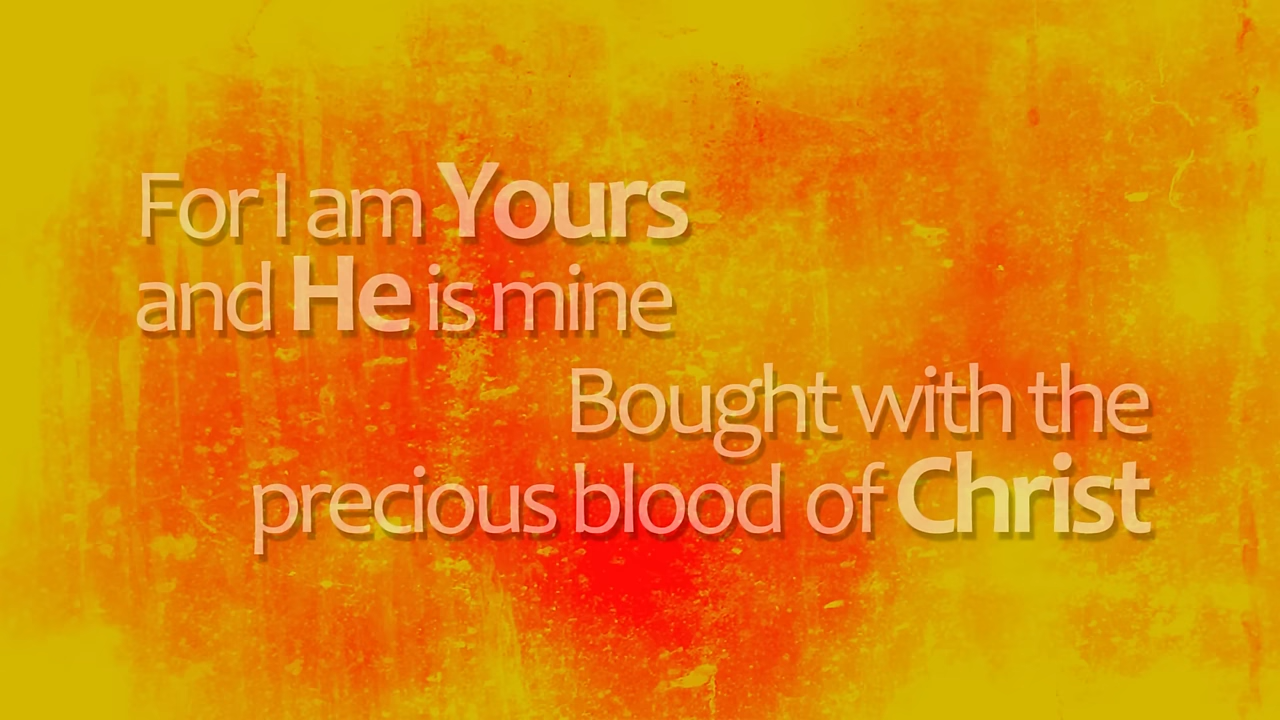 For I am Yours
and He is mine
Bought with the
precious blood of Christ